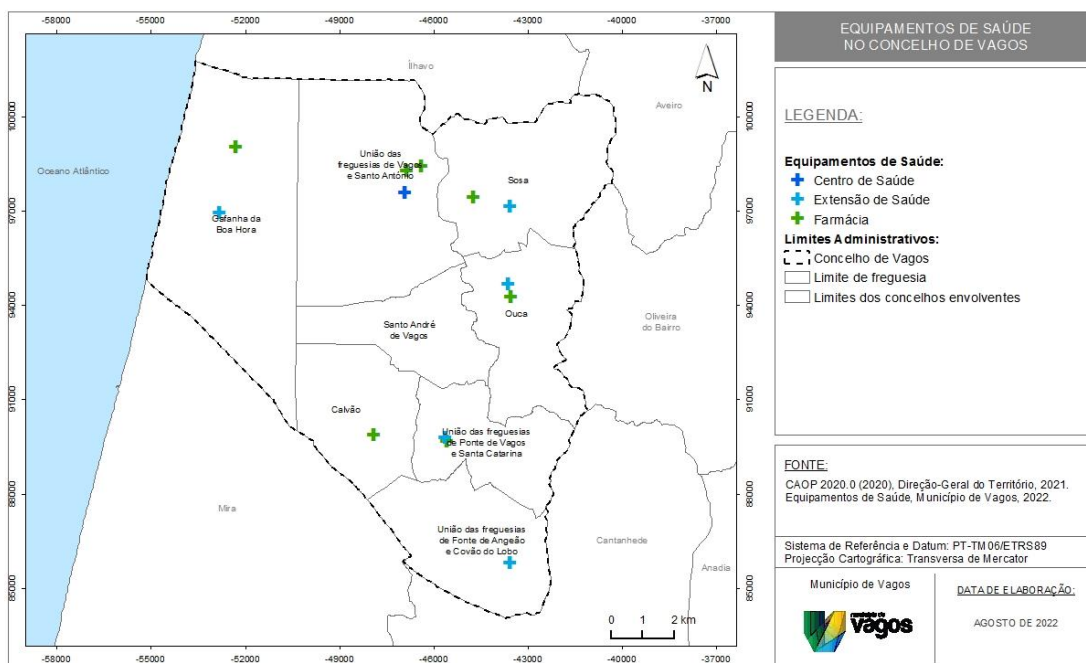 -58000 -55000 -52000 -49000 -46000 -43000 -40000 -37000
EQUIPAMENTOS DE SAÚDE
NO CONCELHO DE VAGOS
Ílhavo
N
Aveiro
100000
100000
LEGENDA:
Oceano Atlântico
União das
freguesias de Vagos
e Santo António
Sosa
Equipamentos de Saúde:
Centro de Saúde
Extensão de Saúde
Farmácia
97000
97000
Gafanha da
Boa Hora
Limites Administrativos:
Concelho de Vagos
Limite de freguesia
Limites dos concelhos envolventes
94000
94000
Ouca
Santo André
de Vagos
Oliveira
do Bairro
91000
91000
Calvão
União das freguesias
de Ponte de Vagos
e Santa Catarina
FONTE:
CAOP 2020.0 (2020), Direção-Geral do Território, 2021.
Equipamentos de Saúde, Município de Vagos, 2022.
88000
88000
Mira
União das freguesias
de Fonte de Angeão
e Covão do Lobo
Cantanhede
Anadia
Sistema de Referência e Datum: PT-TM06/ETRS89
Projecção Cartográfica: Transversa de Mercator
85000
85000
0 1 2 km
Município de Vagos
município de
vagos
DATA DE ELABORAÇÃO:
AGOSTO DE 2022
-58000 -55000 -52000 -49000 -46000 -43000 -40000 -37000